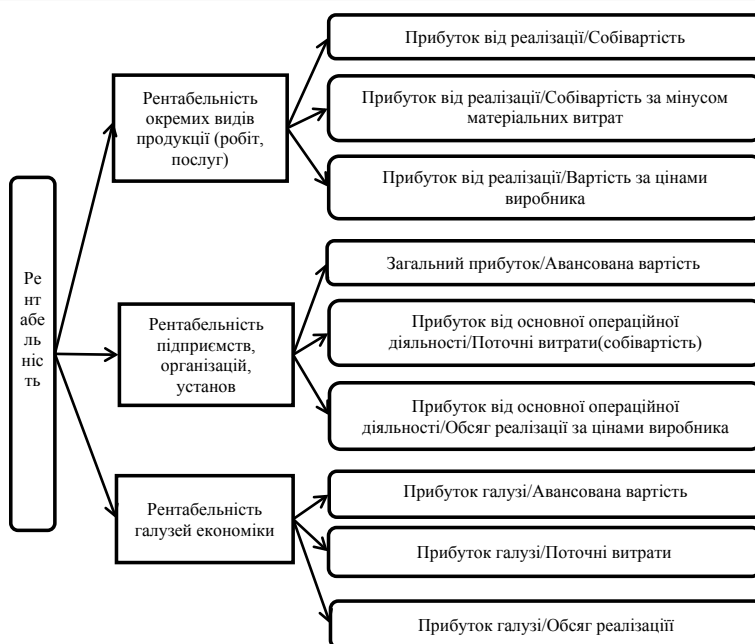 Рентабельність
окремих видів
продукції (робіт,
послуг)
Прибуток від реалізації/Собівартість
Прибуток від реалізації/Собівартість за мінусом
матеріальних витрат
Прибуток від реалізації/Вартість за цінами
виробника
Ре
нт
абе
ль
ніс
ть
Рентабельність
підприємств,
організацій,
установ
Загальний прибуток/Авансована вартість
Прибуток від основної операційної
діяльності/Поточні витрати(собівартість)
Прибуток від основної операційної
діяльності/Обсяг реалізації за цінами виробника
Рентабельність
галузей економіки
Прибуток галузі/Авансована вартість
Прибуток галузі/Поточні витрати
Прибуток галузі/Обсяг реалізаціїї